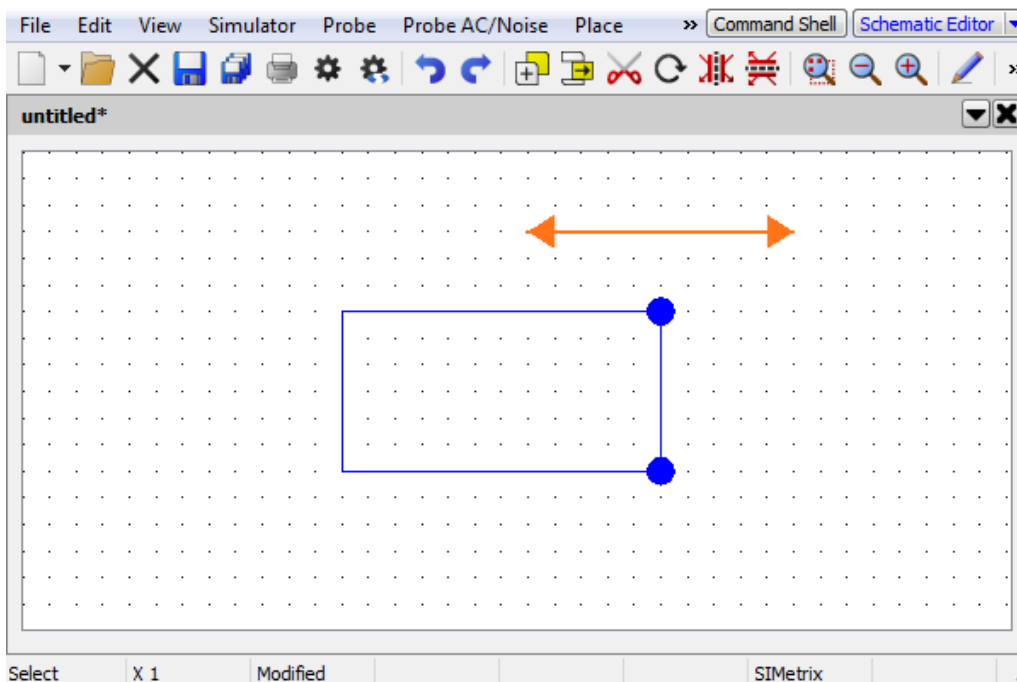 File Edit View Simulator Probe Probe AC/Noise Place » Command Shell Schematic Editor
untitled*
Select X 1 Modified SIMetrix